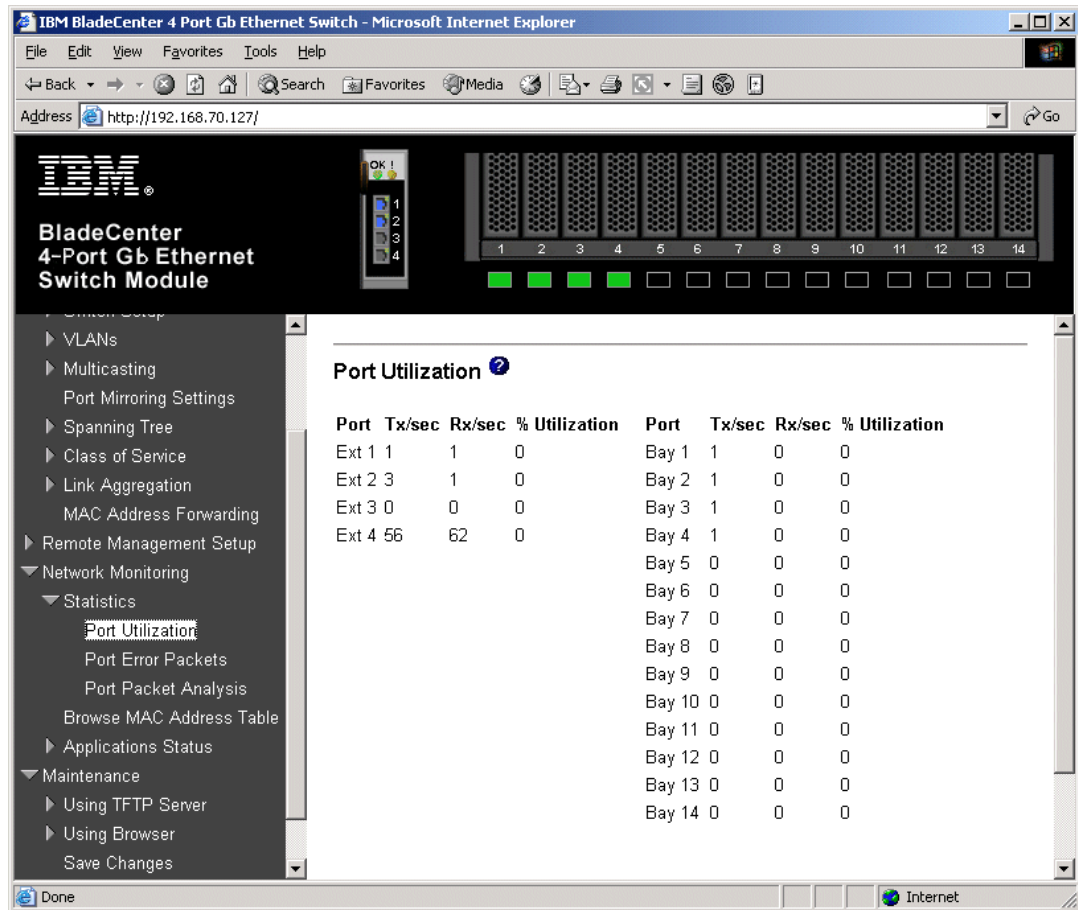 IBM BladeCenter 4 Port Gb Ethernet Switch - Microsoft Internet Explorer
File Edit View Favorites Tools Help
Back Search Favorites Media
Address http://192.168.70.127/ Go
IBM®
BladeCenter
4-Port Gb Ethernet
Switch Module
OK !
1
2
3
4
1 2 3 4 5 6 7 8 9 10 11 12 13 14
Switch Setup
VLANs
Multicasting
Port Mirroring Settings
Spanning Tree
Class of Service
Link Aggregation
MAC Address Forwarding
Remote Management Setup
Network Monitoring
Statistics
Port Utilization
Port Error Packets
Port Packet Analysis
Browse MAC Address Table
Applications Status
Maintenance
Using TFTP Server
Using Browser
Save Changes
Port Utilization ?
Port Tx/sec Rx/sec % Utilization
Ext 1 1 1 0
Ext 2 3 1 0
Ext 3 0 0 0
Ext 4 56 62 0
Port Tx/sec Rx/sec % Utilization
Bay 1 1 0 0
Bay 2 1 0 0
Bay 3 1 0 0
Bay 4 1 0 0
Bay 5 0 0 0
Bay 6 0 0 0
Bay 7 0 0 0
Bay 8 0 0 0
Bay 9 0 0 0
Bay 10 0 0 0
Bay 11 0 0 0
Bay 12 0 0 0
Bay 13 0 0 0
Bay 14 0 0 0
Done Internet